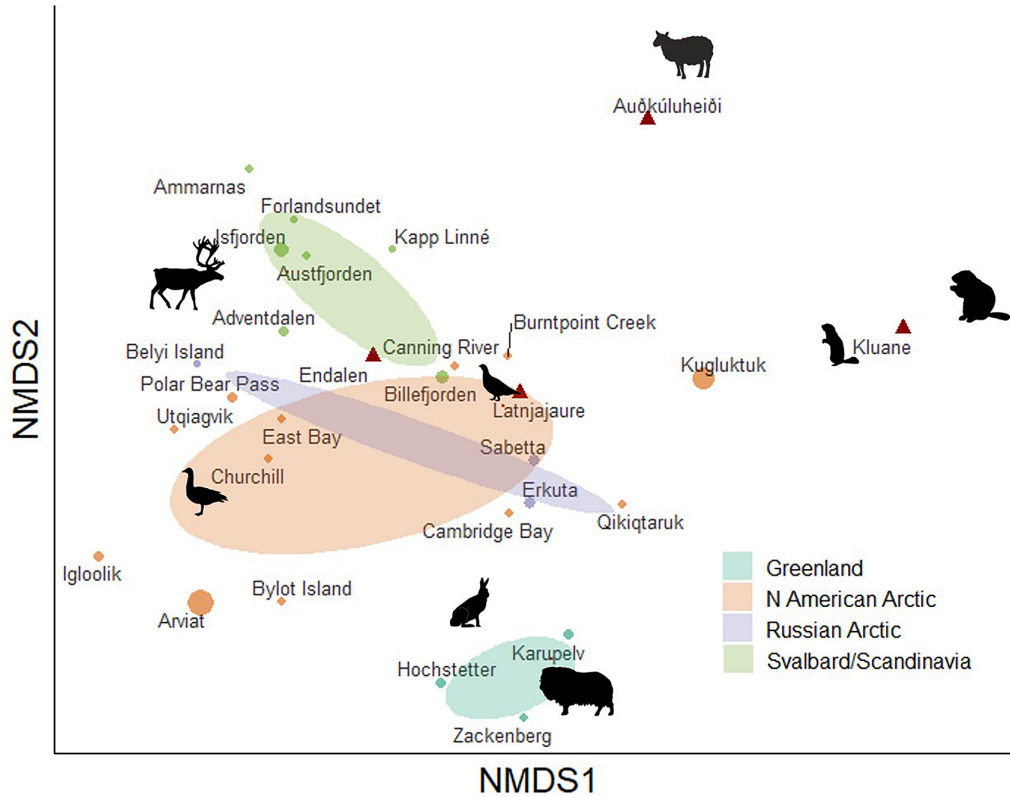 Auðkúluheiði
Ammarnas
Forlandsundet
Isfjorden
Kapp Linné
Austfjorden
Adventdalen
Burntpoint Creek
Belyi Island
Canning River
Kluane
Endalen
Kugluktuk
Polar Bear Pass
Billefjorden
Latnjajaure
Utqiagvik
East Bay
Sabetta
Churchill
Erkuta
Cambridge Bay
Qikiqtaruk
Igloolik
Bylot Island
Arviat
Karupelv
Hochstetter
Zackenberg
Greenland
N American Arctic
Russian Arctic
Svalbard/Scandinavia
NMDS2
NMDS1